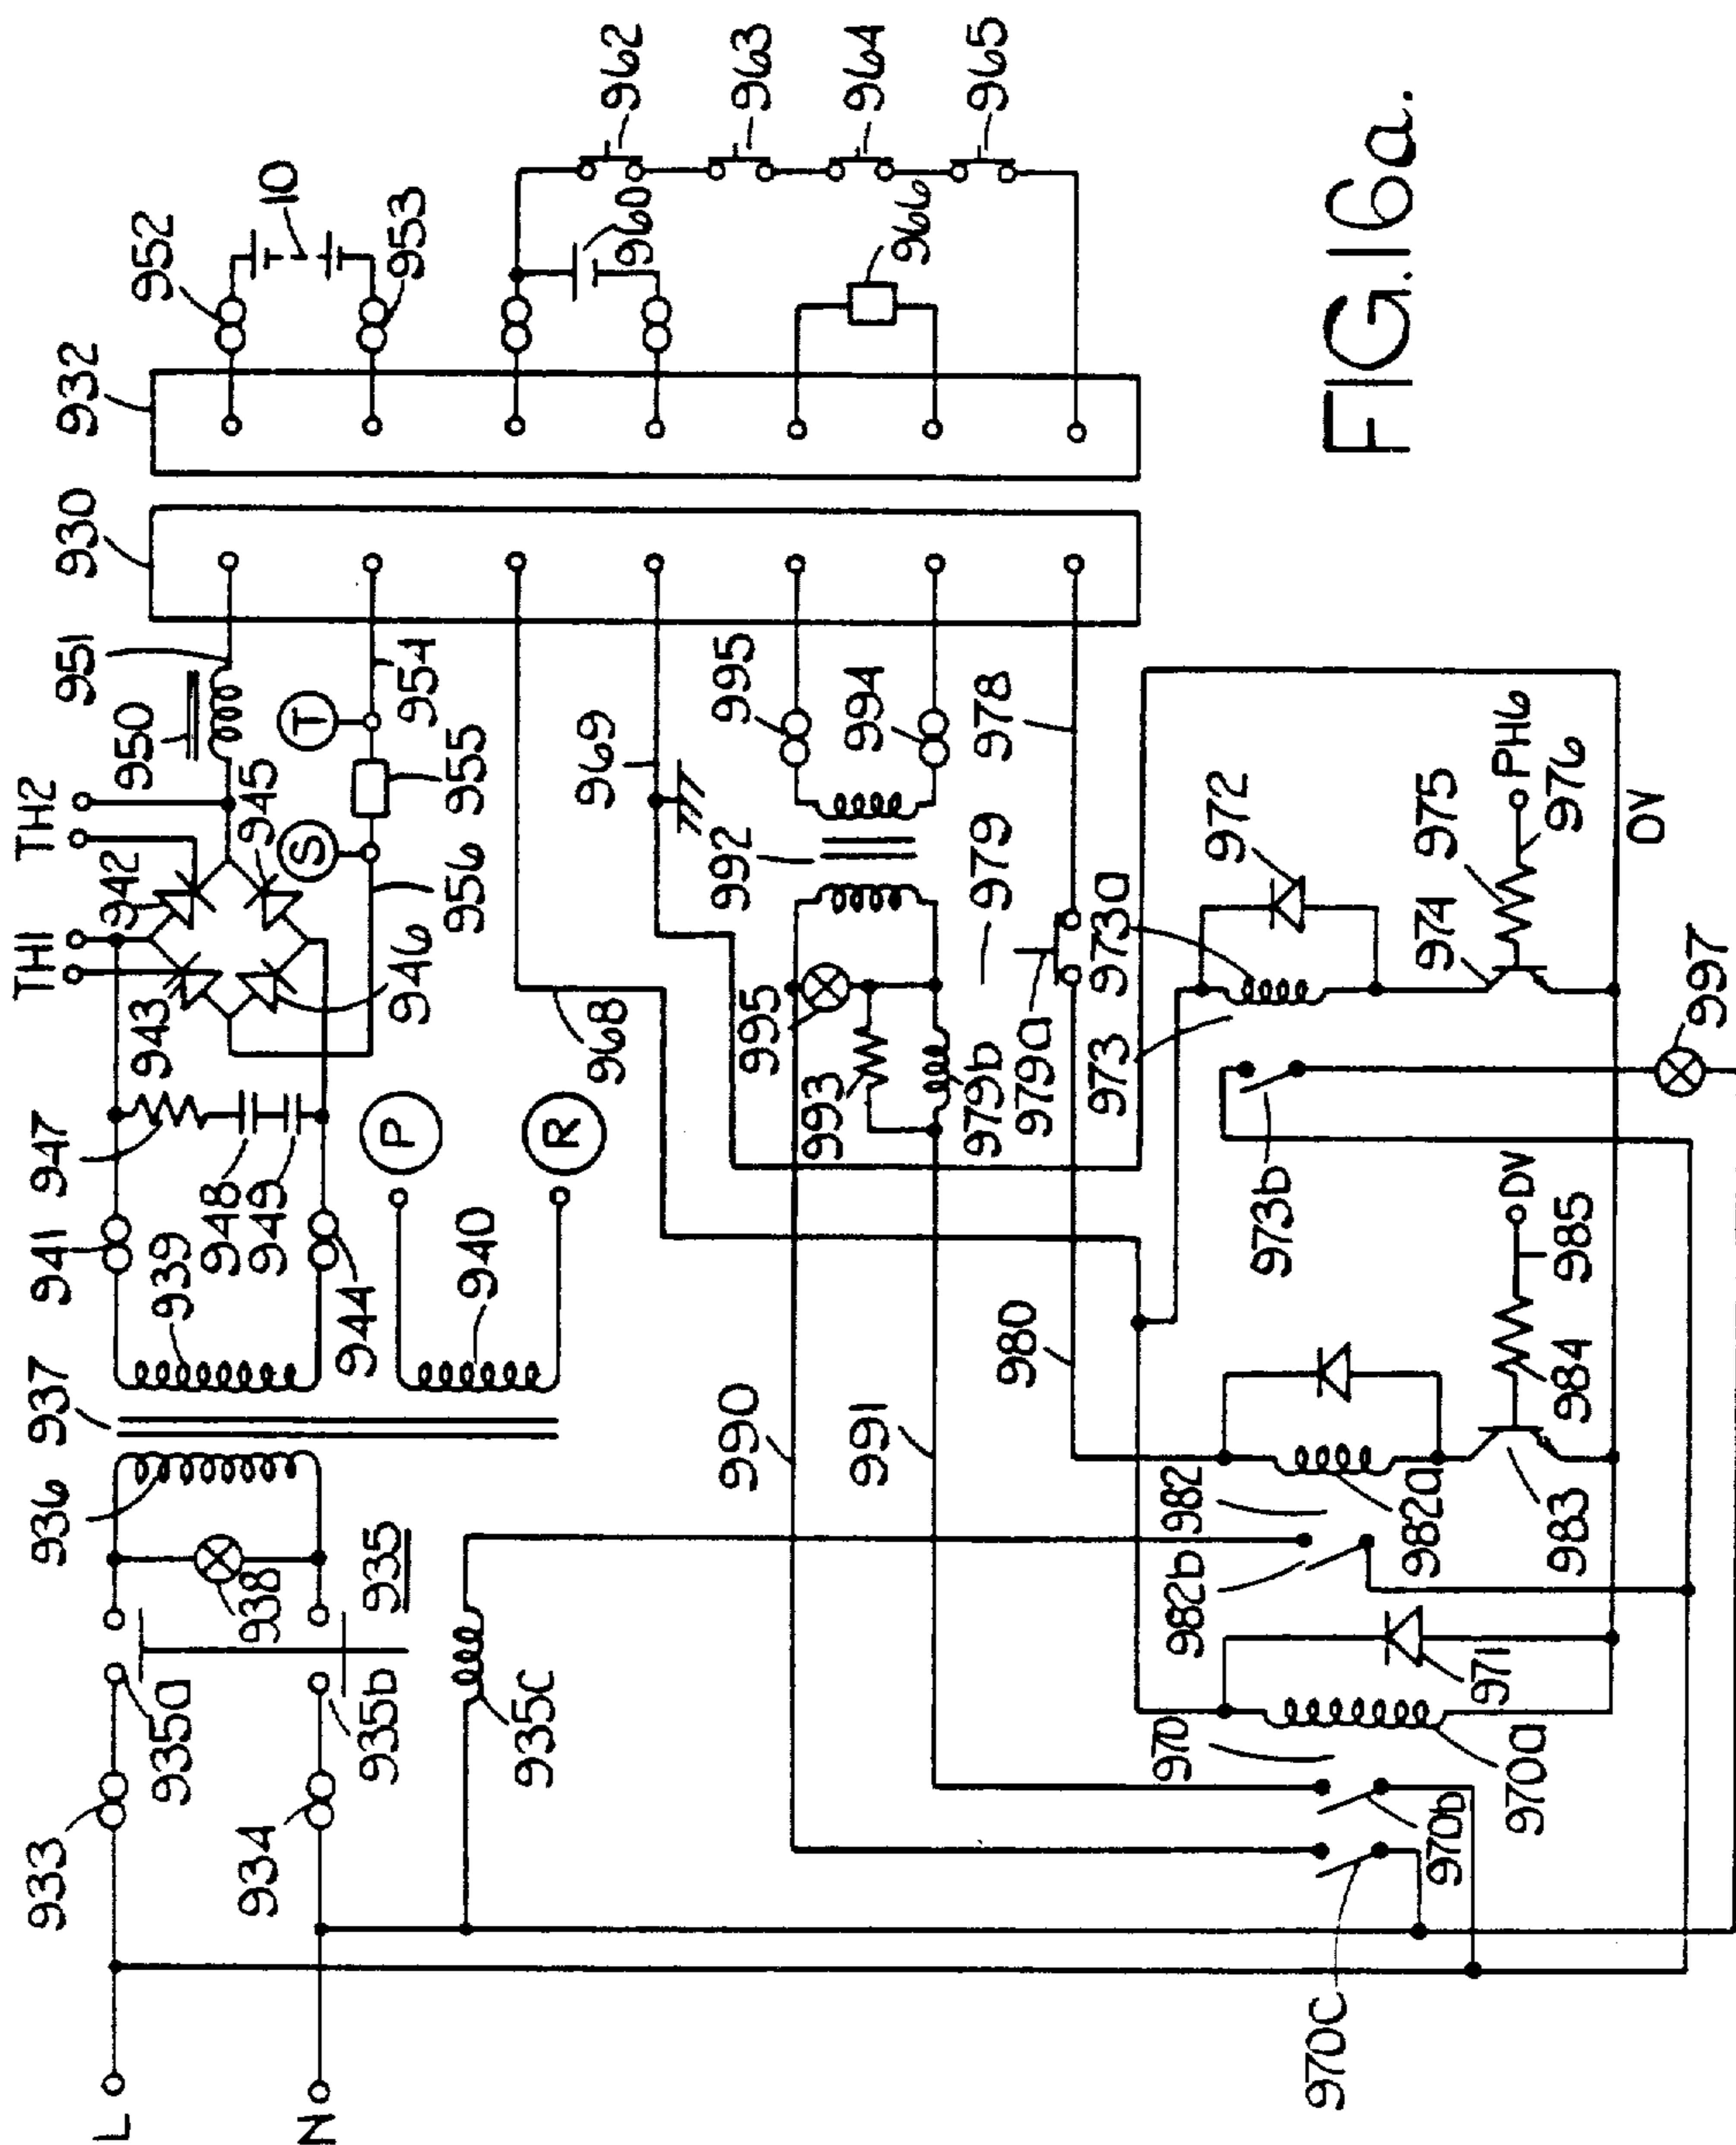 FIG.16a.
L
N
933
934
935a
935b
935
935C
936
938
937
939
940
941
944
947
948
949
P
R
TH1
TH2
942
943
945
946
950
951
S
T
955
956
954
930
932
952
953
10
960
962
963
964
965
966
968
969
990
991
992
993
995
979b
995
994
979
979a
978
980
970
970a
970b
970C
971
982
982a
982b
983
984
985
DV
973
973a
973b
972
974
975
976
PH6
0V
997